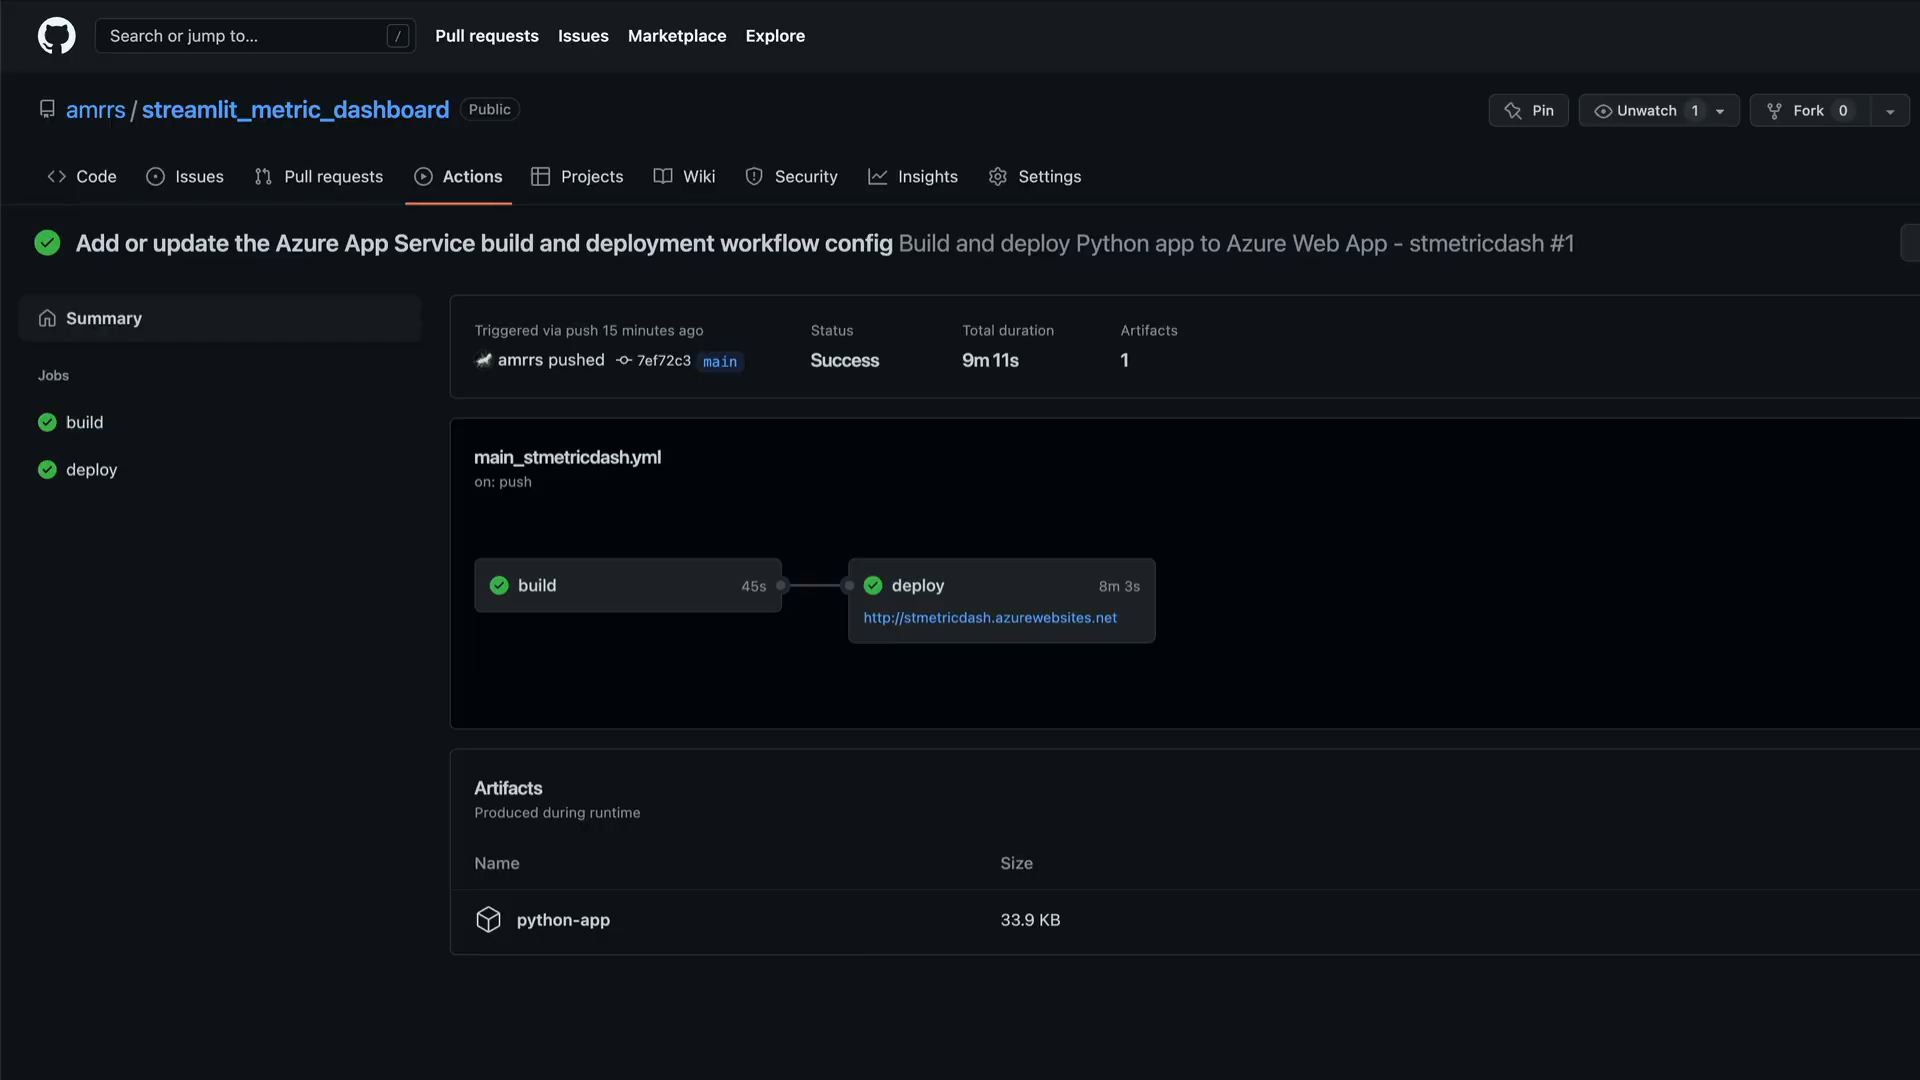 Search or jump to... / Pull requests Issues Marketplace Explore
amrrs / streamlit_metric_dashboard Public Pin Unwatch 1 Fork 0
Code Issues Pull requests Actions Projects Wiki Security Insights Settings
Add or update the Azure App Service build and deployment workflow config Build and deploy Python app to Azure Web App - stmetricdash #1
Summary
Jobs
build
deploy
Triggered via push 15 minutes ago Status Total duration Artifacts
amrrs pushed 7ef72c3 main Success 9m 11s 1
main_stmetricdash.yml
on: push
build 45s
deploy 8m 3s
http://stmetricdash.azurewebsites.net
Artifacts
Produced during runtime
Name Size
python-app 33.9 KB